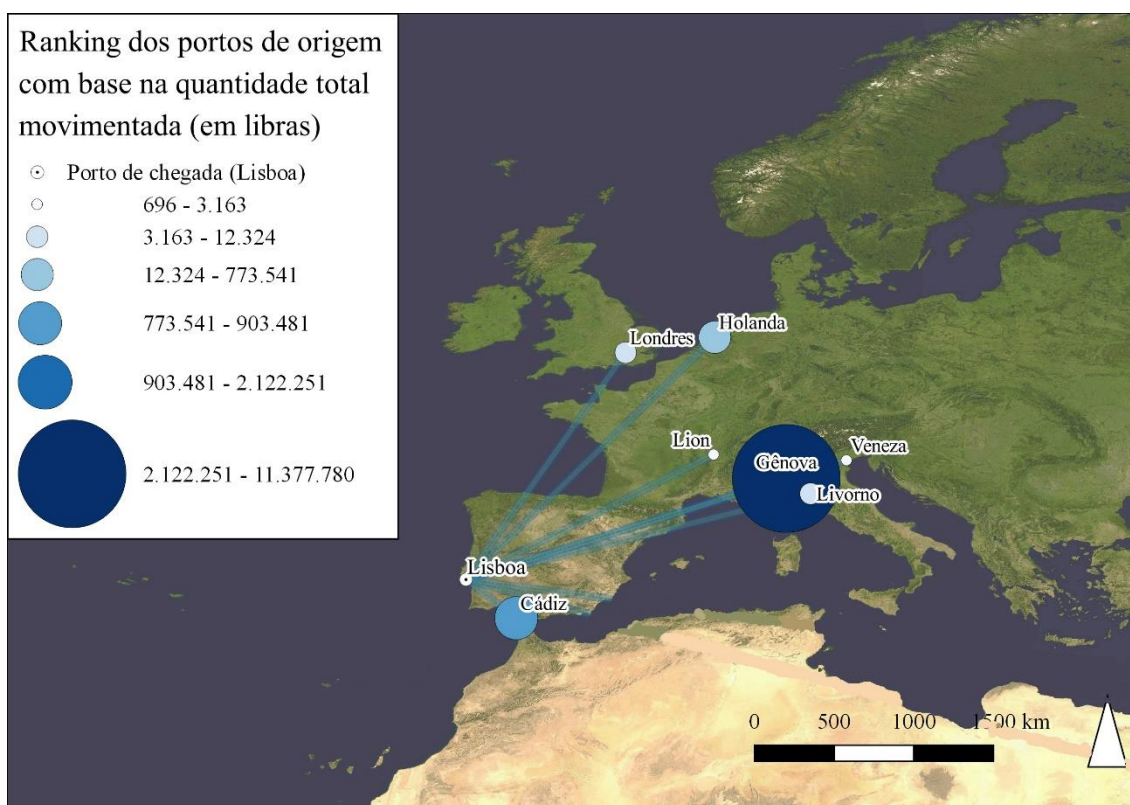 Ranking dos portos de origem
com base na quantidade total
movimentada (em libras)
Porto de chegada (Lisboa)
696 - 3.163
3.163 - 12.324
12.324 - 773.541
773.541 - 903.481
903.481 - 2.122.251
2.122.251 - 11.377.780
Londres
Holanda
Lion
Veneza
Gênova
Livorno
Lisboa
Cádiz
0 500 1000 1500 km